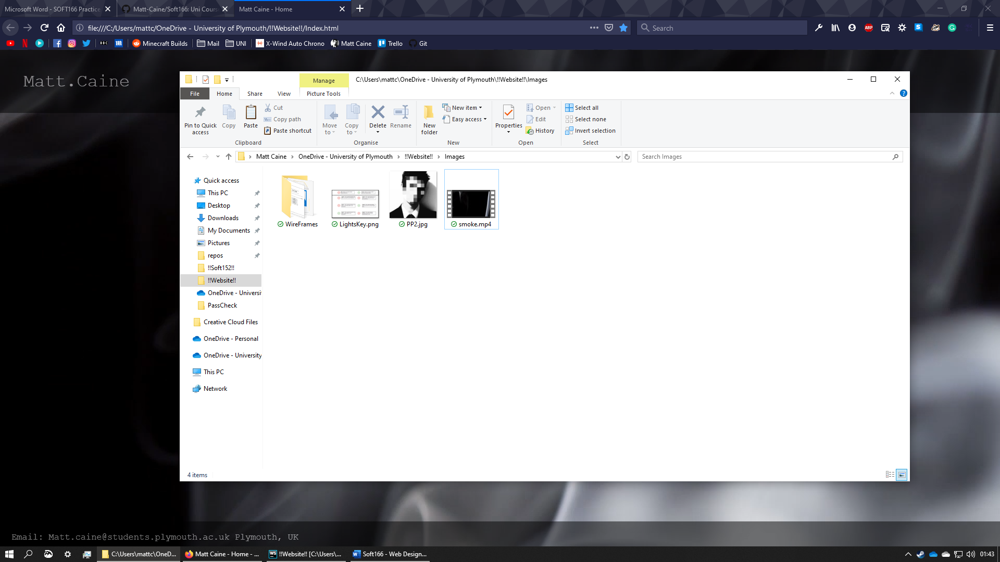 Microsoft Word - SOFT166 Practice
Matt-Caine/Soft166: Uni Cours
Matt Caine - Home
file:///C:/Users/mattc/OneDrive - University of Plymouth/!!Website!!/Index.html
Search
ABP
BBC
Minecraft Builds
Mail
UNI
X-Wind Auto Chrono
Matt Caine
Trello
Git
Matt.Caine
Manage
C:\Users\mattc\OneDrive - University of Plymouth\!!Website!!\Images
File
Home
Share
View
Picture Tools
Pin to Quick access
Copy
Paste
Cut
Copy path
Paste shortcut
Clipboard
Move to
Copy to
Delete
Rename
Organise
New folder
New item
Easy access
New
Properties
Open
Edit
History
Open
Select all
Select none
Invert selection
Select
Matt Caine
OneDrive - University of Plymouth
!!Website!!
Images
Search Images
Quick access
This PC
Desktop
Downloads
My Documents
Pictures
repos
!!Soft152!!
!!Website!!
OneDrive - Universi
PassCheck
Creative Cloud Files
OneDrive - Personal
OneDrive - University
This PC
Network
WireFrames
LightsKey.png
PP2.jpg
smoke.mp4
4 items
Email: Matt.caine@students.plymouth.ac.uk Plymouth, UK
C:\Users\mattc\OneD...
Matt Caine - Home - ...
WS
!!Website!! [C:\Users\...
Soft166 - Web Design...
01:43